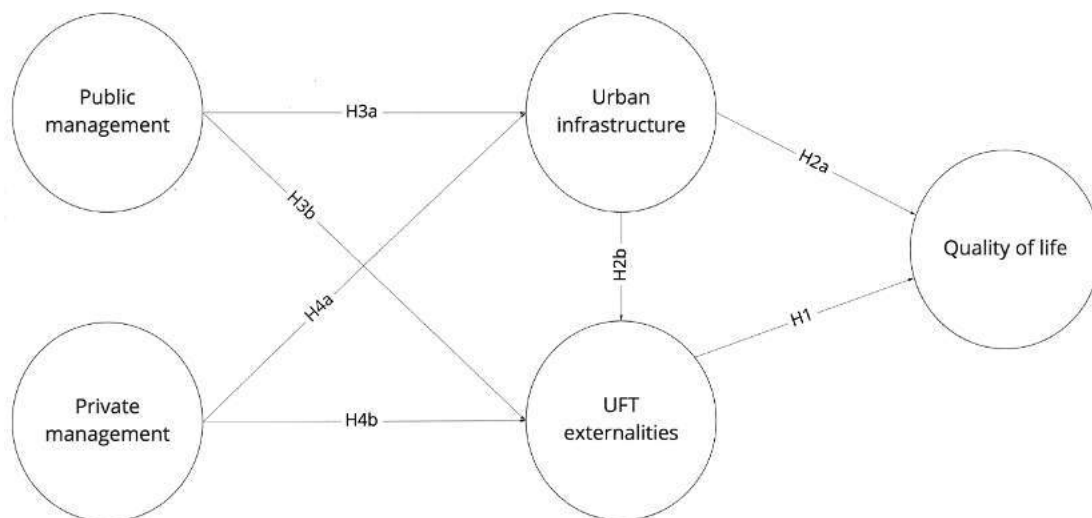 Public
management
H3a
Urban
infrastructure
H2a
H3b
H2b
Quality of life
H4a
H1
Private
management
H4b
UFT
externalities